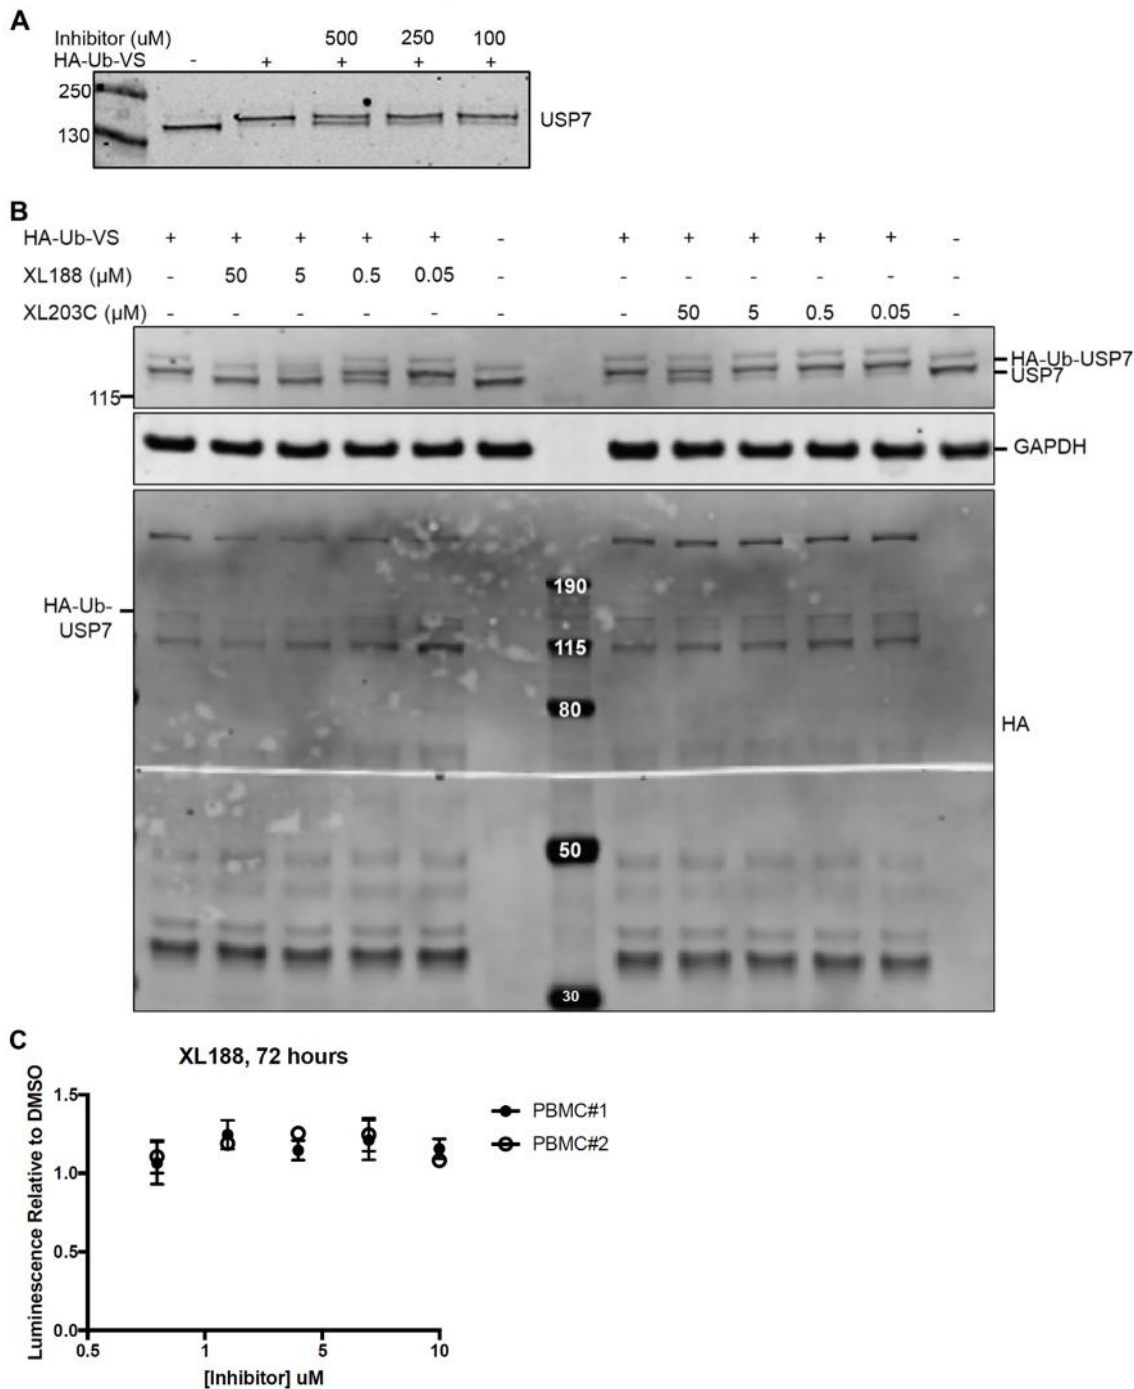 A
Inhibitor (uM) 500 250 100
HA-Ub-VS - + + + +
250
130
USP7
B
HA-Ub-VS + + + + + - + + + + + -
XL188 (µM) - 50 5 0.5 0.05 - - - - - - -
XL203C (µM) - - - - - - - 50 5 0.5 0.05 -
HA-Ub-USP7
USP7
115
GAPDH
190
HA-Ub-
USP7
115
80
HA
50
30
C
XL188, 72 hours
Luminescence Relative to DMSO
1.5
1.0
0.5
0.0
0.5 1 5 10
[Inhibitor] uM
PBMC#1
PBMC#2